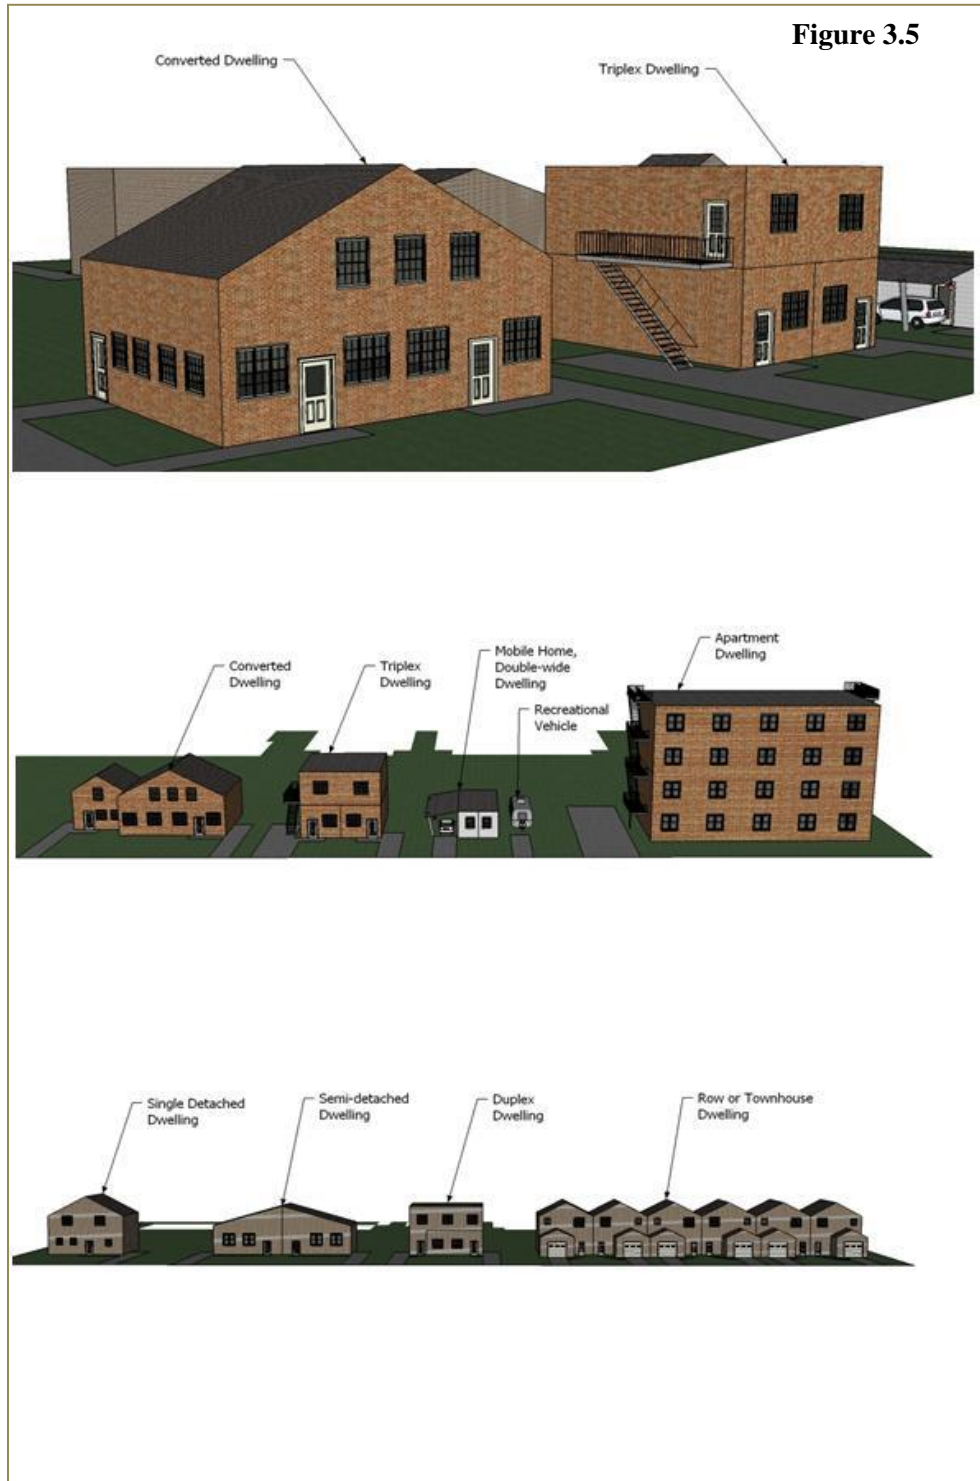 Figure 3.5
Converted Dwelling
Triplex Dwelling
Converted
Dwelling
Triplex
Dwelling
Mobile Home,
Double-wide
Dwelling
Recreational
Vehicle
Apartment
Dwelling
Single Detached
Dwelling
Semi-detached
Dwelling
Duplex
Dwelling
Row or Townhouse
Dwelling